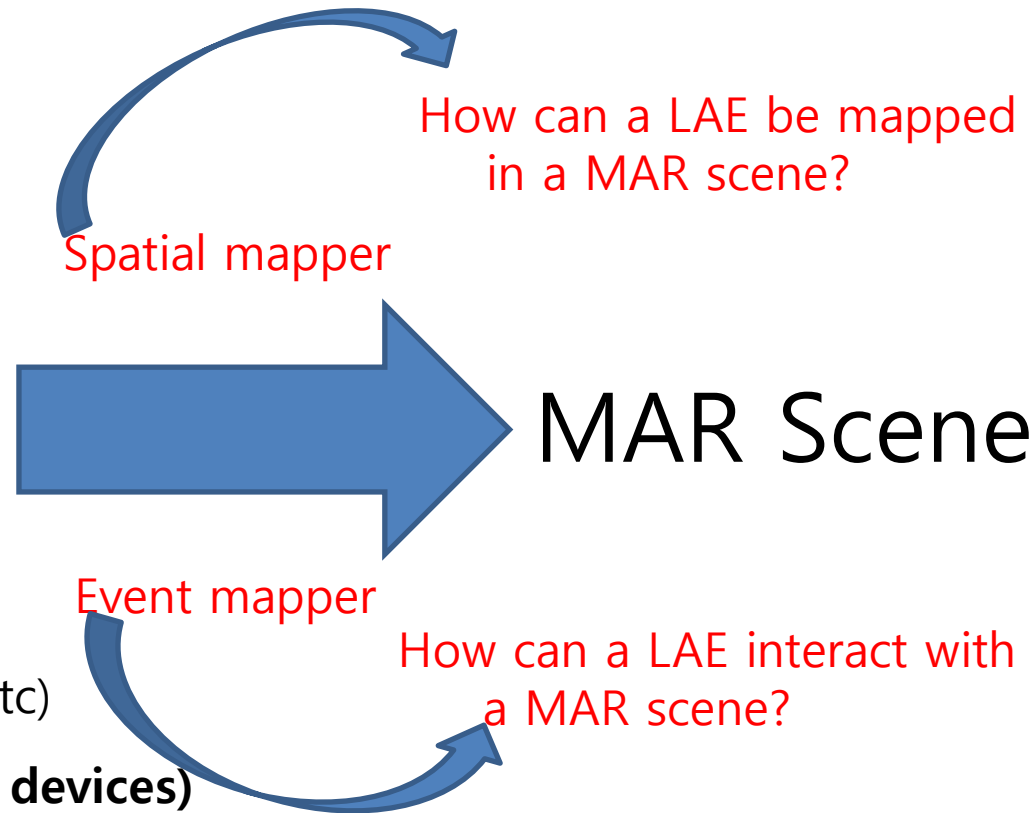 How can a LAE be mapped
in a MAR scene?
Spatial mapper
MAR Scene
Event mapper
How can a LAE interact with
a MAR scene?
tc)
devices)